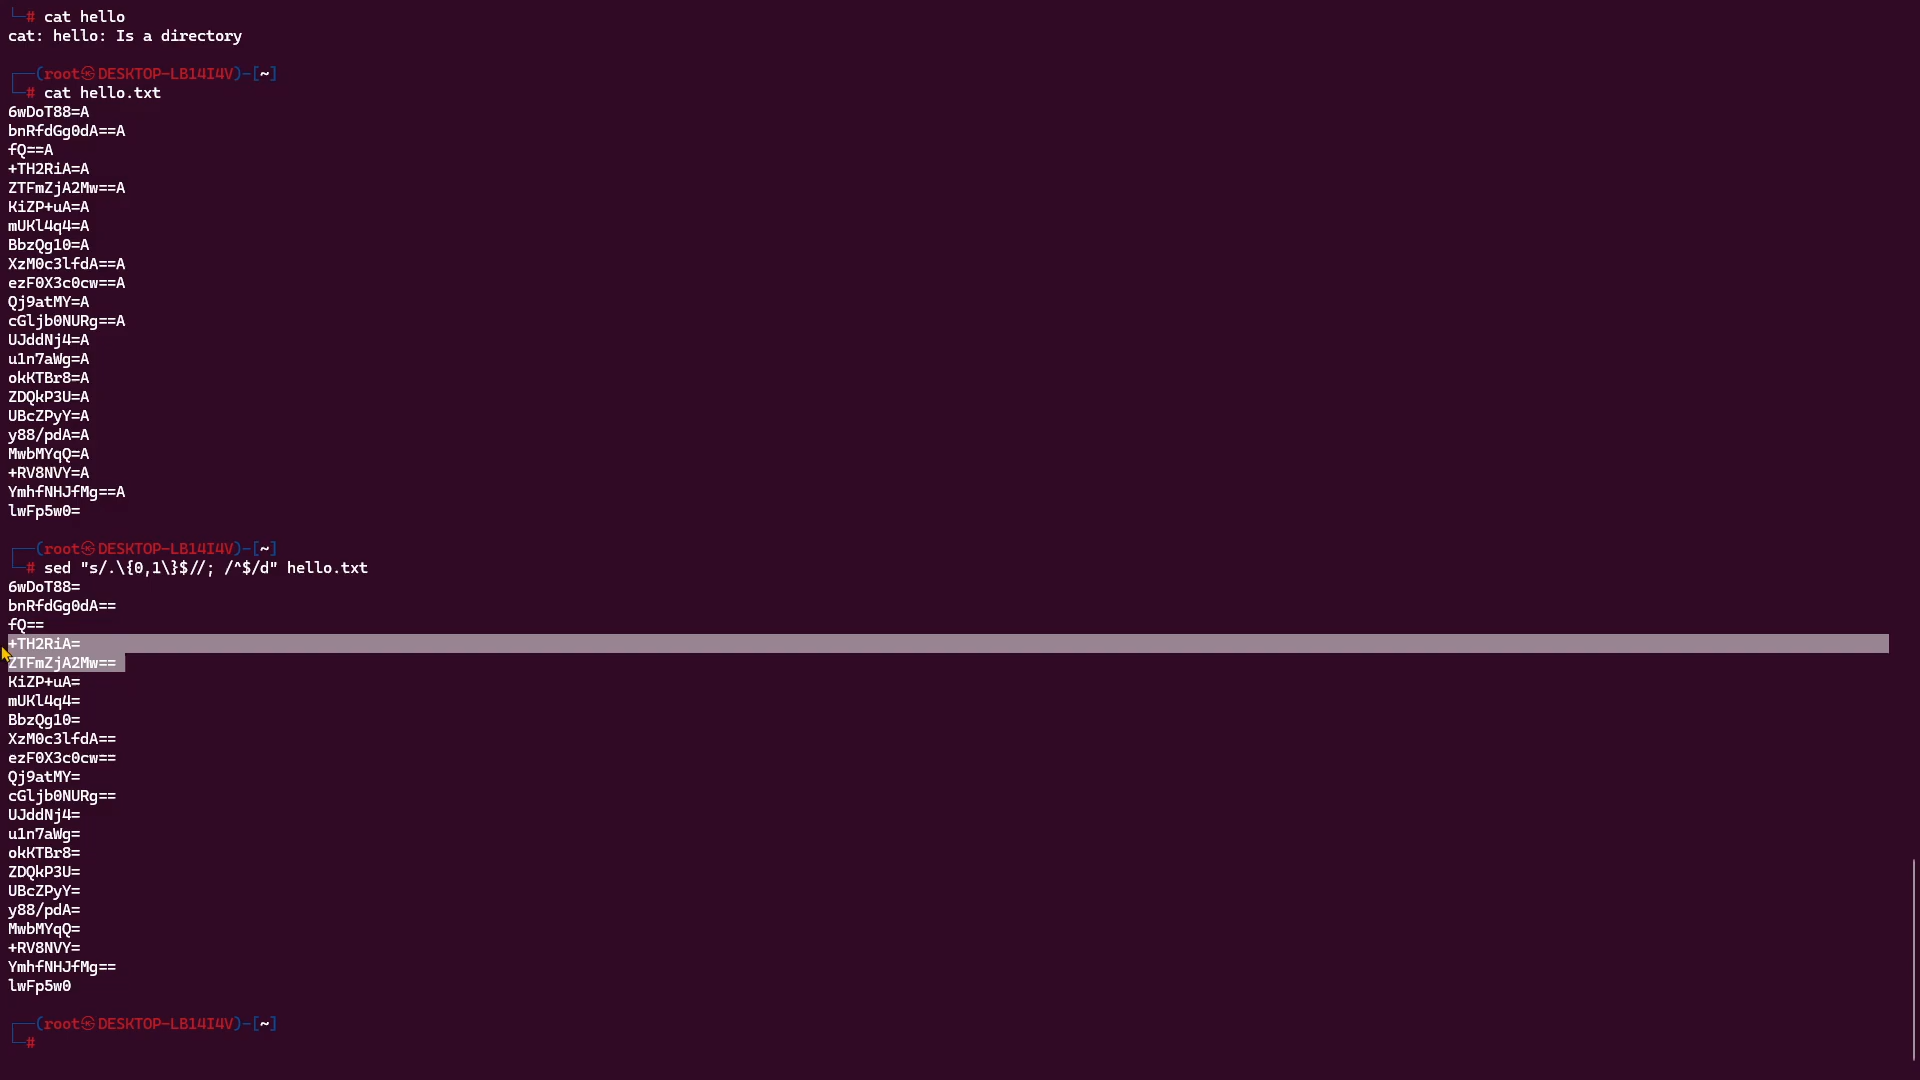 └─# cat hello
cat: hello: Is a directory
┌──(root㉿DESKTOP-LB14I4V)-[~]
└─# cat hello.txt
6wDoT88=A
bnRfdGg0dA==A
fQ==A
+TH2RiA=A
ZTFmZjA2Mw==A
KiZP+uA=A
mUKl4q4=A
BbzQg10=A
XzM0c3lfdA==A
ezF0X3c0cw==A
Qj9atMY=A
cGljb0NURg==A
UJddNj4=A
u1n7aWg=A
okKTBr8=A
ZDQkP3U=A
UBcZPyY=A
y88/pdA=A
MwbMYqQ=A
+RV8NVY=A
YmhfNHJfMg==A
lwFp5w0=
┌──(root㉿DESKTOP-LB14I4V)-[~]
└─# sed "s/.\{0,1\}$//; /^$/d" hello.txt
6wDoT88=
bnRfdGg0dA==
fQ==
+TH2RiA=
ZTFmZjA2Mw==
KiZP+uA=
mUKl4q4=
BbzQg10=
XzM0c3lfdA==
ezF0X3c0cw==
Qj9atMY=
cGljb0NURg==
UJddNj4=
u1n7aWg=
okKTBr8=
ZDQkP3U=
UBcZPyY=
y88/pdA=
MwbMYqQ=
+RV8NVY=
YmhfNHJfMg==
lwFp5w0
┌──(root㉿DESKTOP-LB14I4V)-[~]
└─#